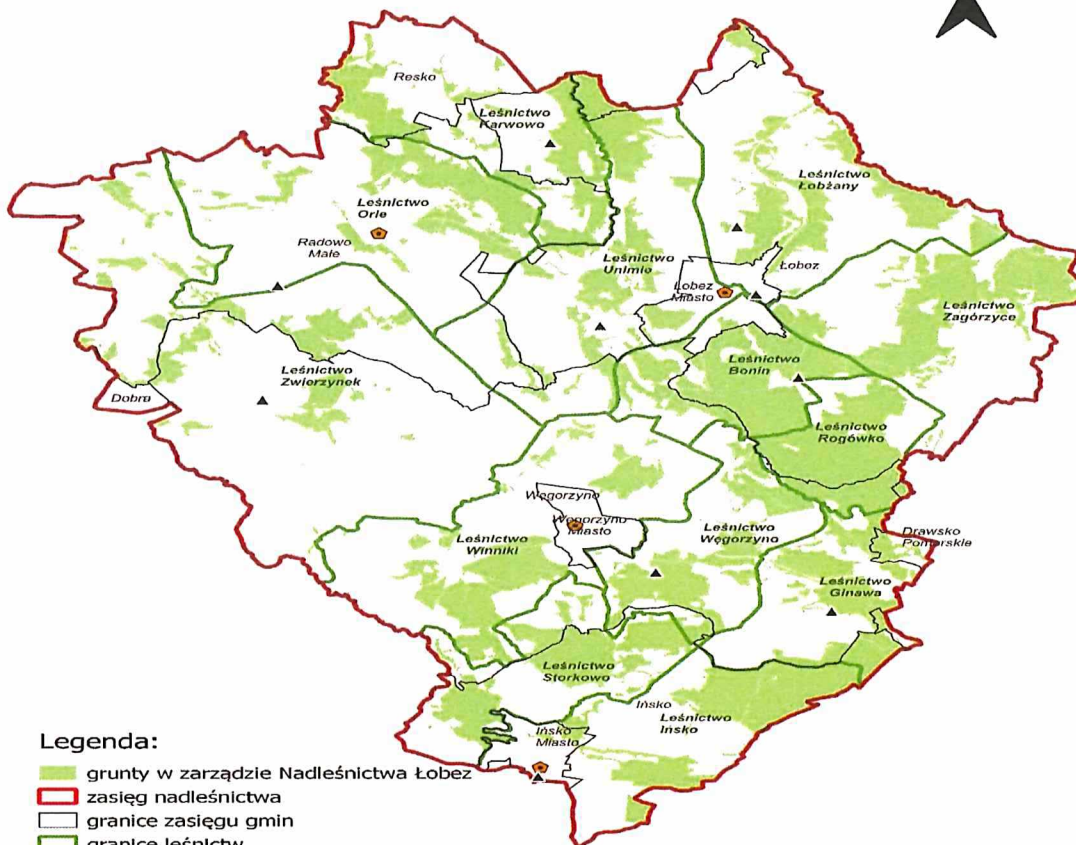 Resko
Leśnictwo
Karwowo
Leśnictwo
Łobżany
Leśnictwo
Orle
Radowo
Małe
Leśnictwo
Unimie
Łobez
Łobez
Miasto
Leśnictwo
Zagórzyce
Leśnictwo
Bonin
Leśnictwo
Zwierzynek
Dobra
Leśnictwo
Rogówko
Węgorzyno
Węgorzyno
Miasto
Leśnictwo
Winniki
Leśnictwo
Węgorzyno
Drawsko
Pomorskie
Leśnictwo
Ginawa
Leśnictwo
Storkowo
Ińsko
Leśnictwo
Ińsko
Ińsko
Miasto
Legenda:
grunty w zarządzie Nadleśnictwa Łobez
zasięg nadleśnictwa
granice zasięgu gmin
granice leśnictw